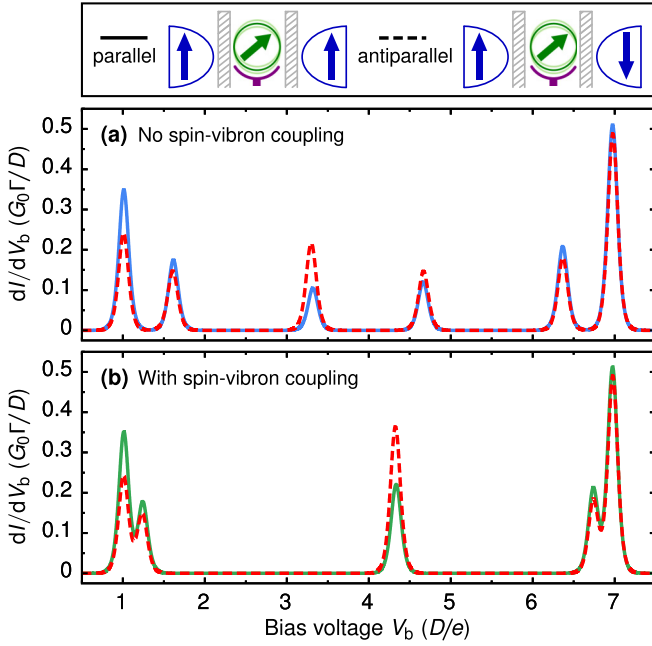 parallel
antiparallel
(a) No spin-vibron coupling
dI/dVb (G0Γ/D)
0.5
0.4
0.3
0.2
0.1
0
(b) With spin-vibron coupling
dI/dVb (G0Γ/D)
0.5
0.4
0.3
0.2
0.1
0
1 2 3 4 5 6 7
Bias voltage Vb (D/e)